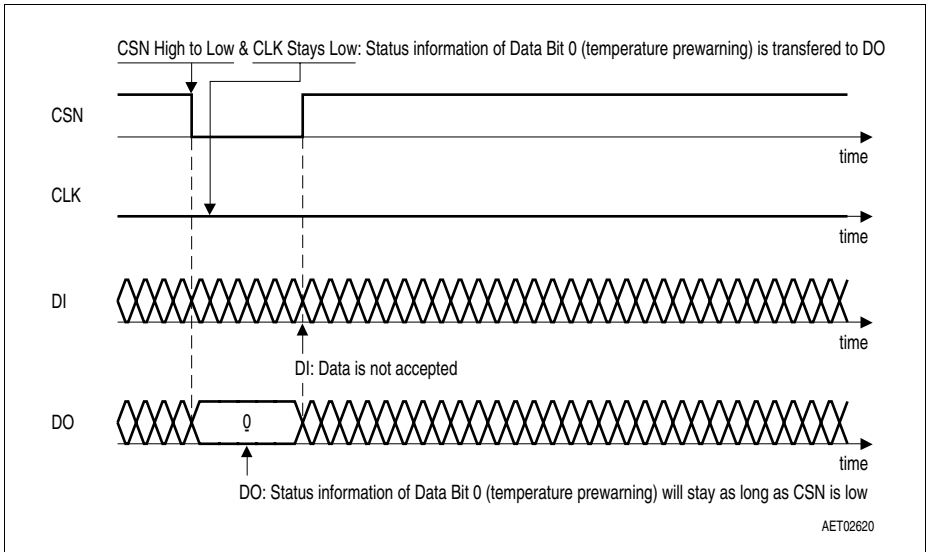 CSN High to Low & CLK Stays Low: Status information of Data Bit 0 (temperature prewarning) is transfered to DO
CSN
time
CLK
time
DI
time
DI: Data is not accepted
DO
0
time
DO: Status information of Data Bit 0 (temperature prewarning) will stay as long as CSN is low
AET02620